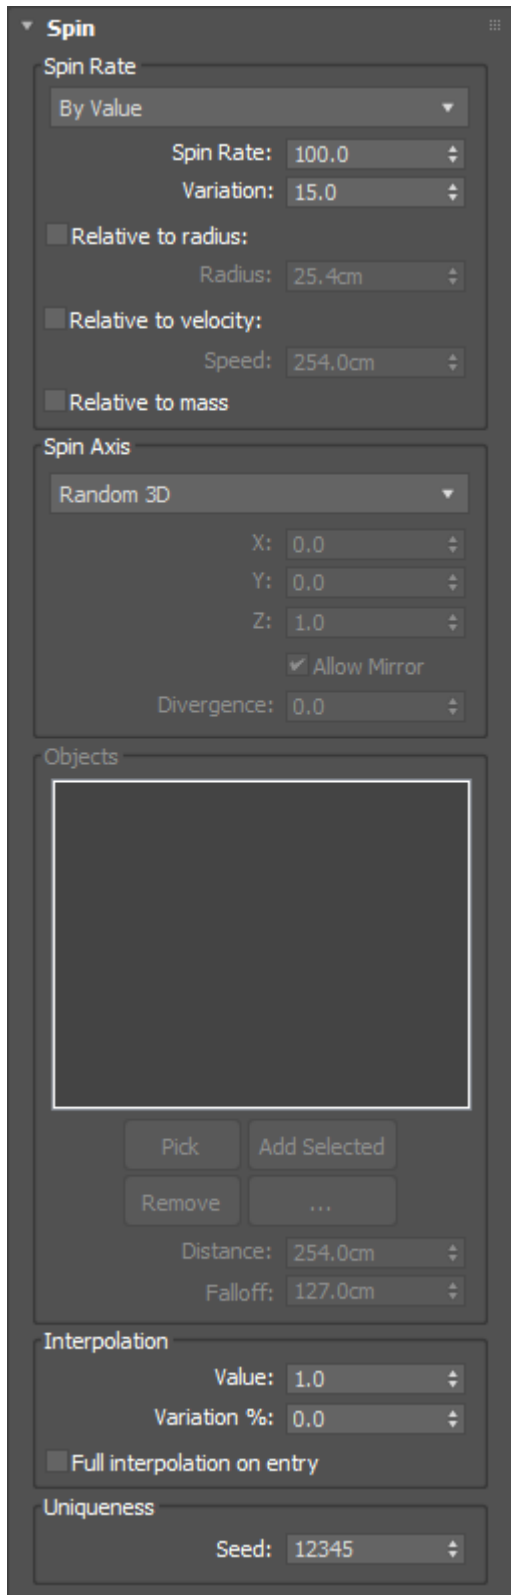 Spin
Spin Rate
By Value
Spin Rate: 100.0
Variation: 15.0
Relative to radius:
Radius: 25.4cm
Relative to velocity:
Speed: 254.0cm
Relative to mass
Spin Axis
Random 3D
X: 0.0
Y: 0.0
Z: 1.0
Allow Mirror
Divergence: 0.0
Objects
Pick Add Selected
Remove ...
Distance: 254.0cm
Falloff: 127.0cm
Interpolation
Value: 1.0
Variation %: 0.0
Full interpolation on entry
Uniqueness
Seed: 12345